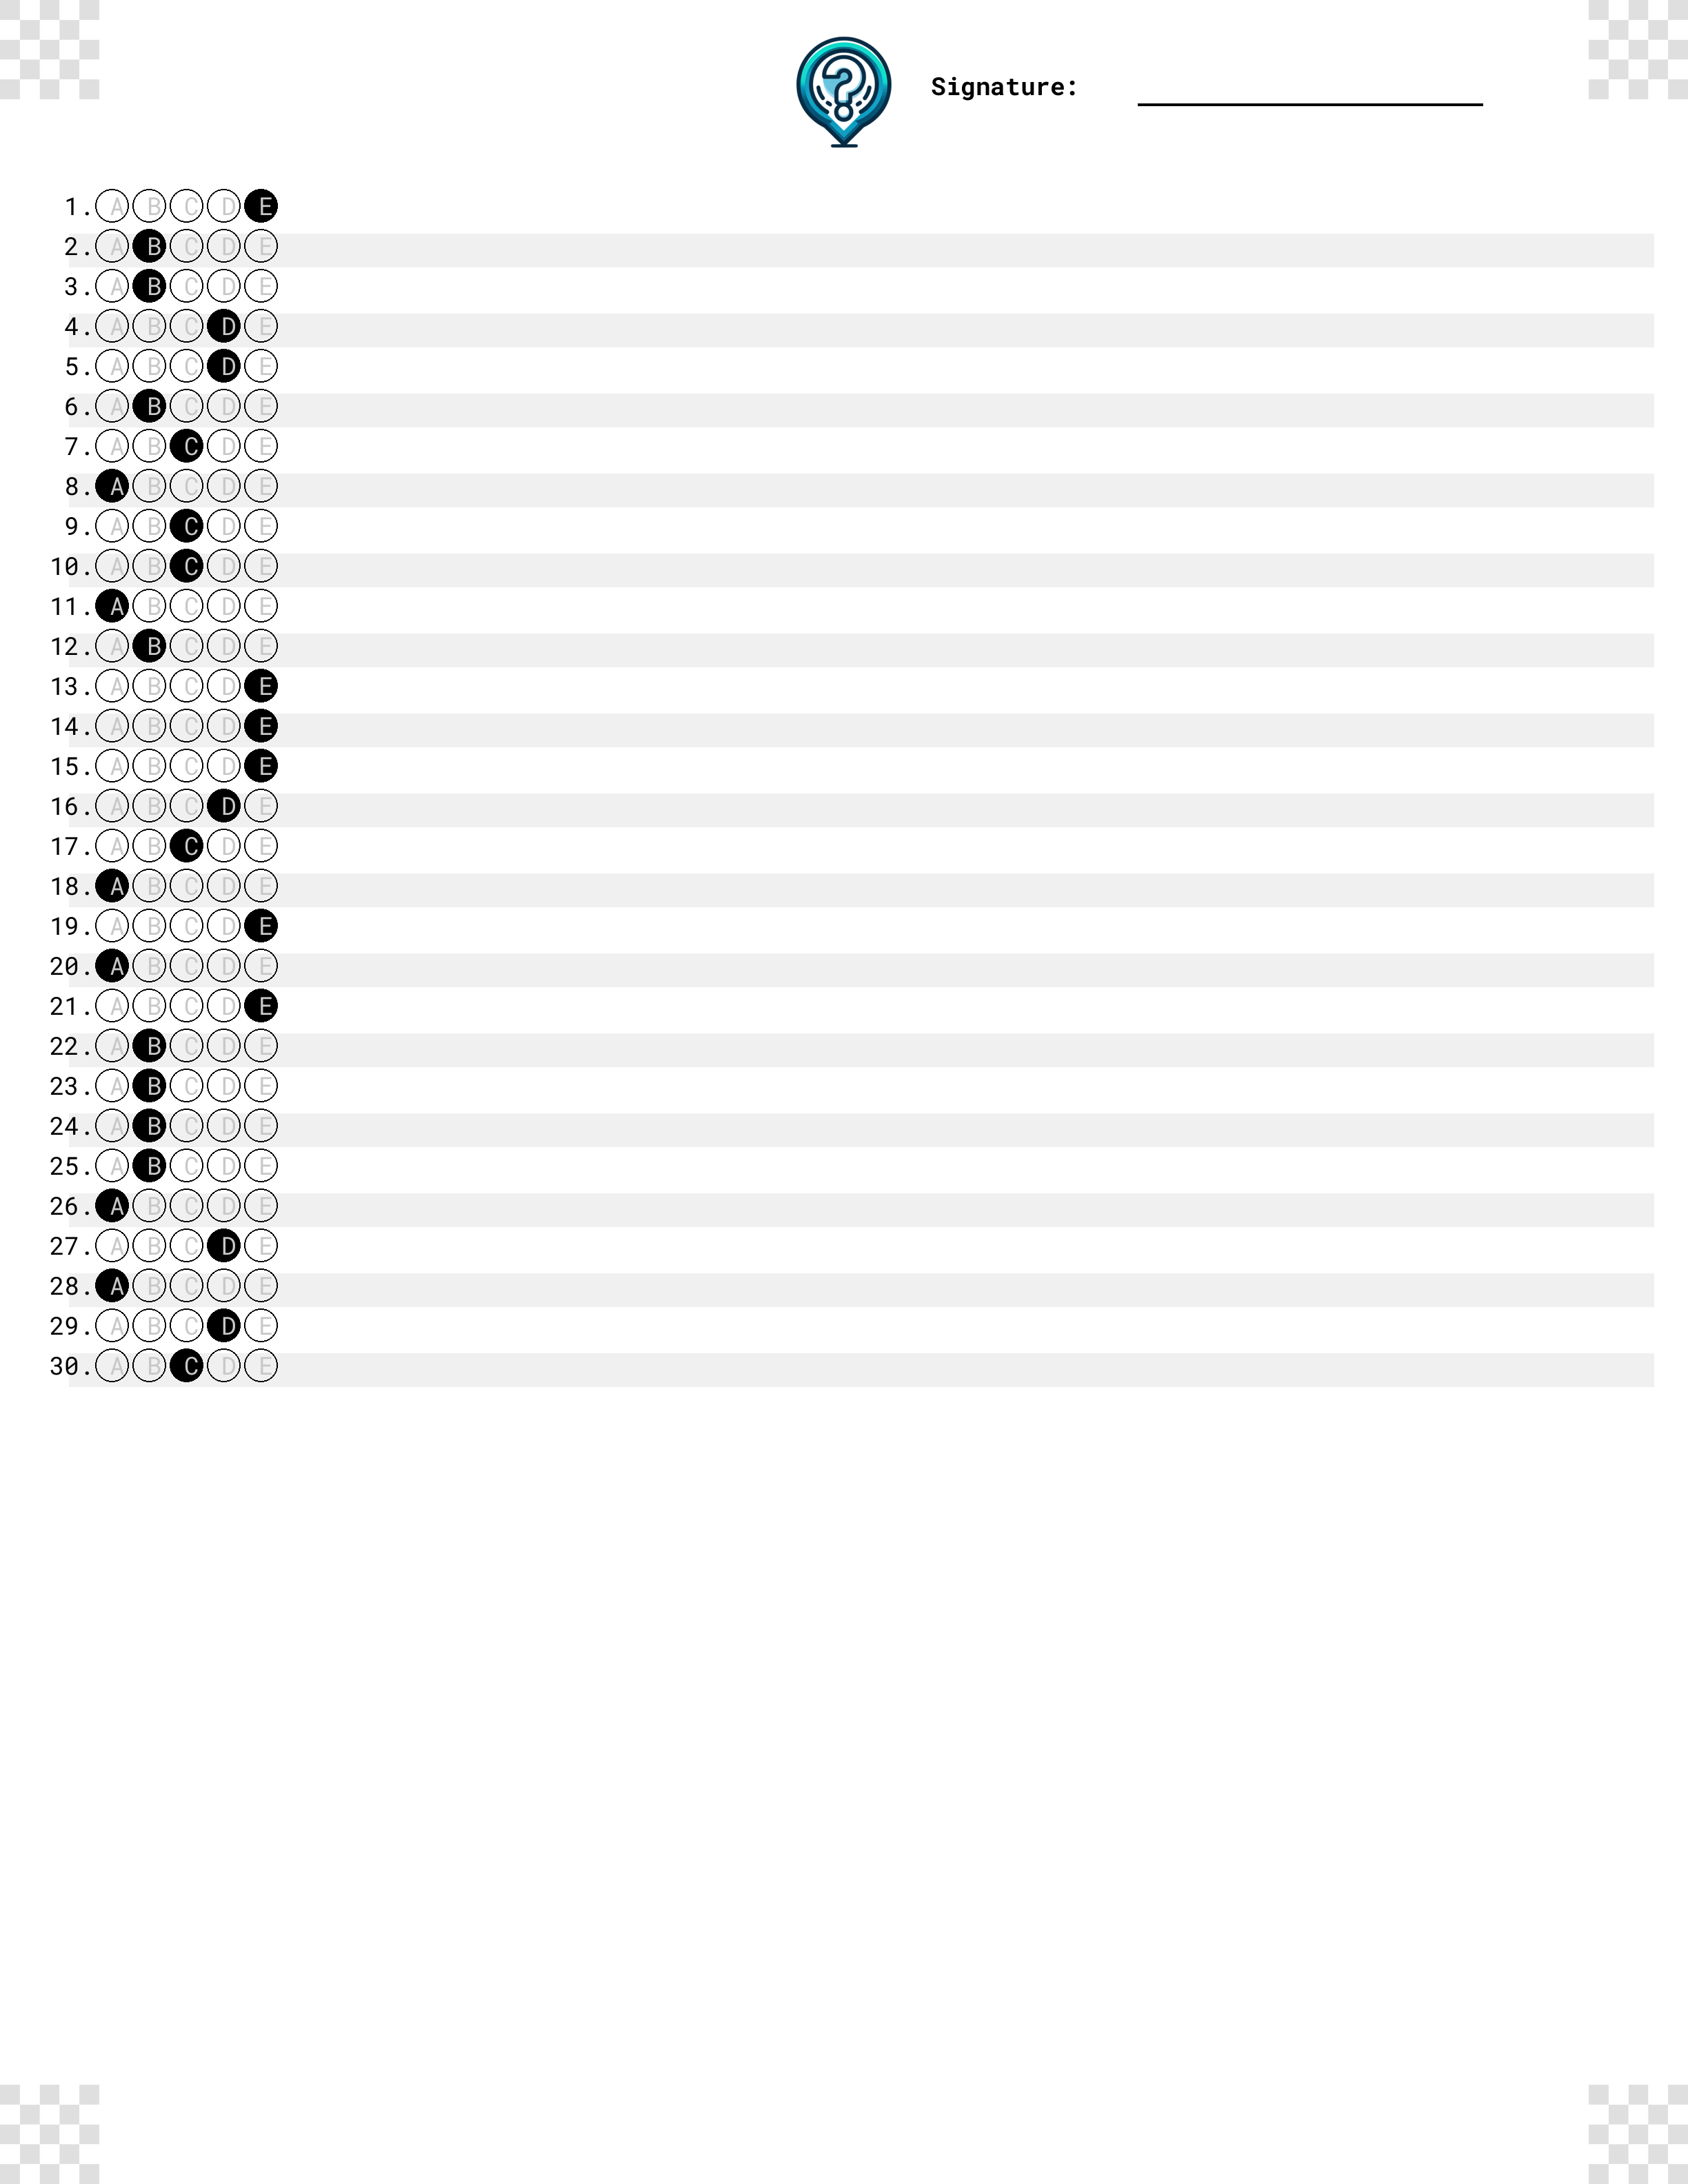 Signature:
1. A B C D E
2. A B C D E
3. A B C D E
4. A B C D E
5. A B C D E
6. A B C D E
7. A B C D E
8. A B C D E
9. A B C D E
10. A B C D E
11. A B C D E
12. A B C D E
13. A B C D E
14. A B C D E
15. A B C D E
16. A B C D E
17. A B C D E
18. A B C D E
19. A B C D E
20. A B C D E
21. A B C D E
22. A B C D E
23. A B C D E
24. A B C D E
25. A B C D E
26. A B C D E
27. A B C D E
28. A B C D E
29. A B C D E
30. A B C D E